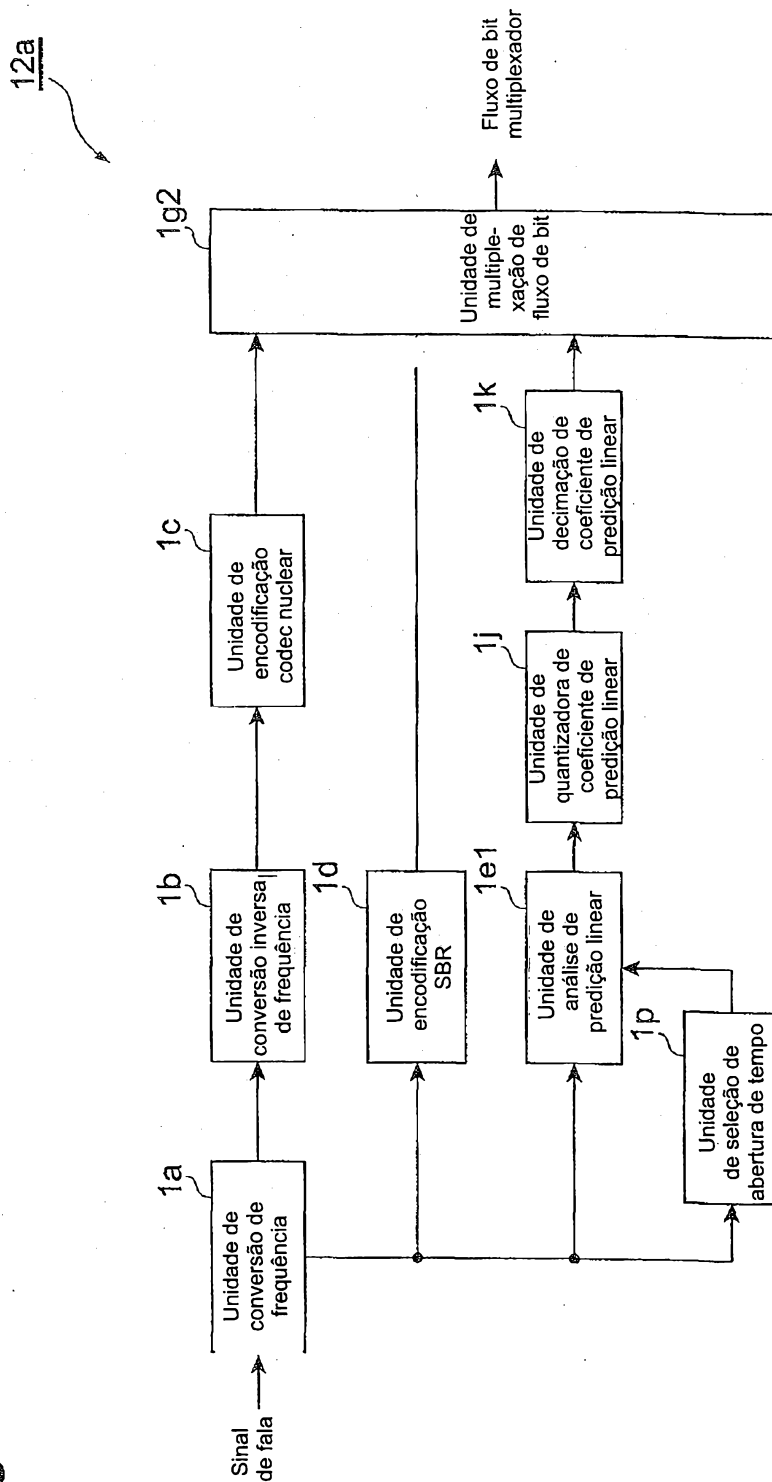 12a
Sinal
de fala
1a
Unidade de
conversão de
frequência
1b
Unidade de
conversão inversa
de frequência
1c
Unidade de
encodificação
codec nuclear
1g2
Unidade de
multiple-
xação de
fluxo de bit
Fluxo de bit
multiplexador
1d
Unidade de
encodificação
SBR
1e1
Unidade de
análise de
predição linear
1j
Unidade de
quantizadora de
coeficiente de
predição linear
1k
Unidade de
decimação de
coeficiente de
predição linear
1p
Unidade
de seleção de
abertura de tempo